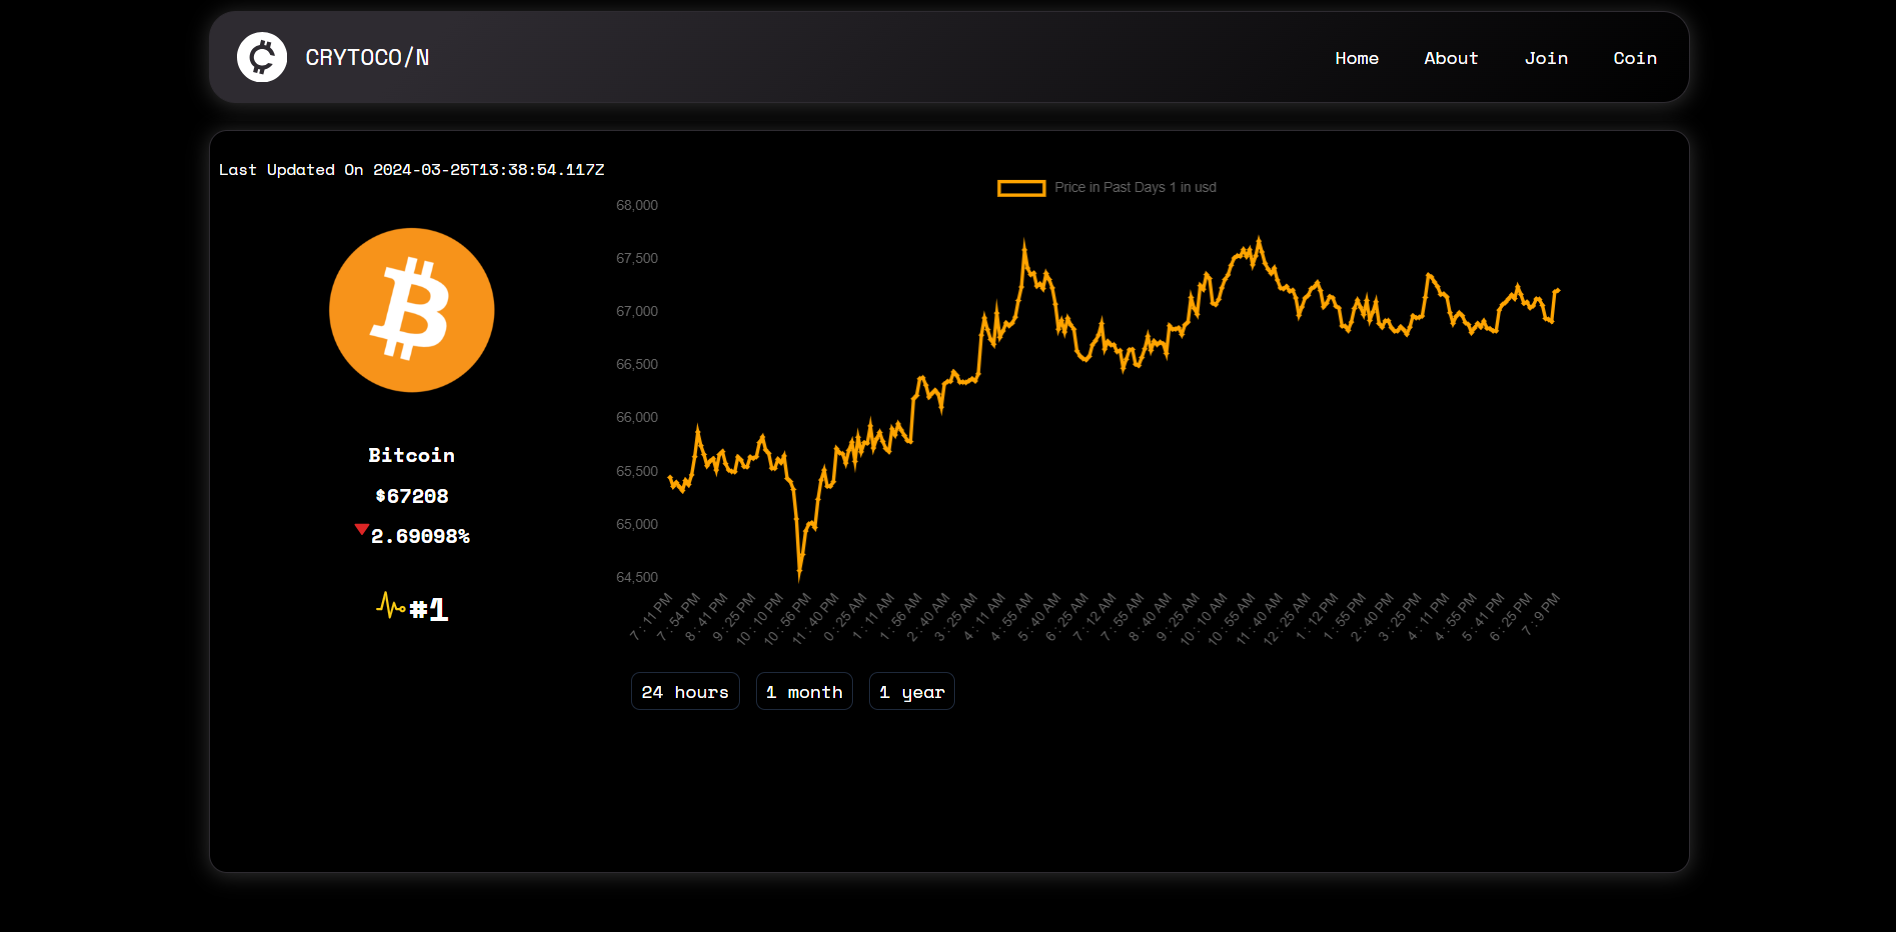 CRYTOCO/N
Home About Join Coin
Last Updated On 2024-03-25T13:38:54.117Z
Bitcoin
$67208
2.69098%
#1
Price in Past Days 1 in usd
68,000
67,500
67,000
66,500
66,000
65,500
65,000
64,500
7 : 11 PM
7 : 54 PM
8 : 41 PM
9 : 25 PM
10 : 10 PM
10 : 56 PM
11 : 40 PM
0 : 25 AM
1 : 11 AM
1 : 56 AM
2 : 40 AM
3 : 25 AM
4 : 11 AM
4 : 55 AM
5 : 40 AM
6 : 25 AM
7 : 12 AM
7 : 55 AM
8 : 40 AM
9 : 25 AM
10 : 10 AM
10 : 55 AM
11 : 40 AM
12 : 25 AM
1 : 12 PM
1 : 55 PM
2 : 40 PM
3 : 25 PM
4 : 11 PM
4 : 55 PM
5 : 41 PM
6 : 25 PM
7 : 9 PM
24 hours 1 month 1 year